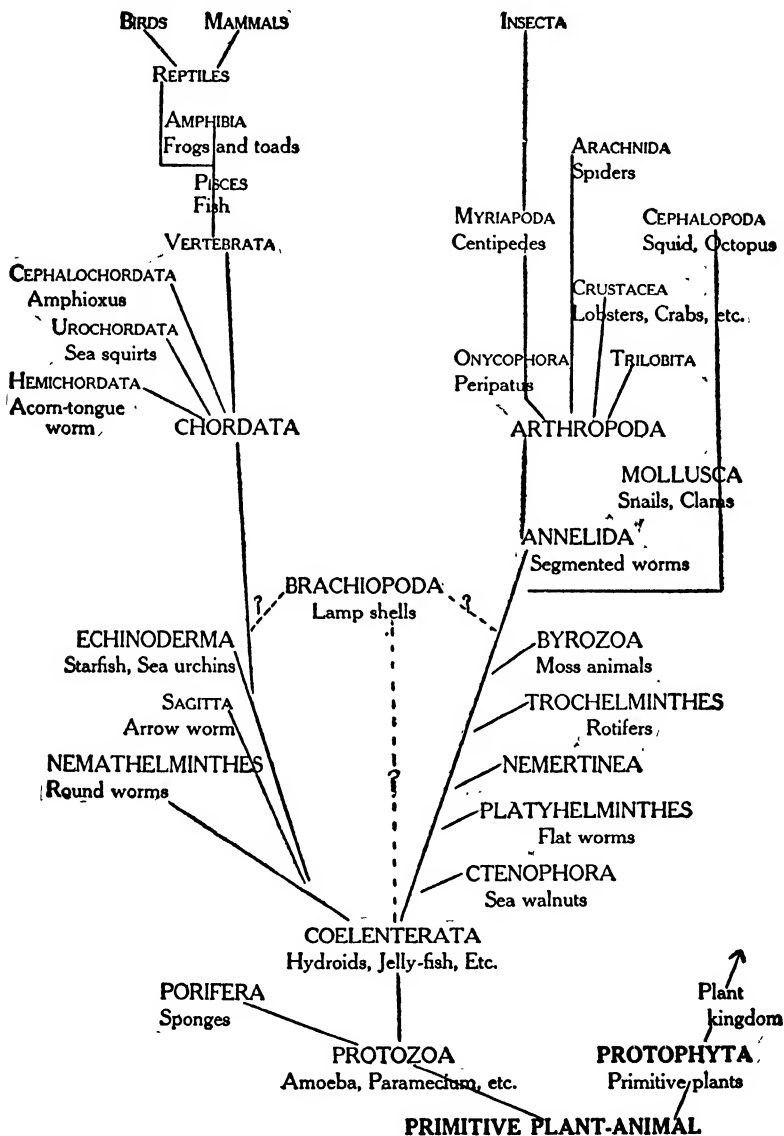 BIRDS MAMMALS
INSECTA
REPTILES
AMPHIBIA
Frogs and toads
ARACHNIDA
Spiders
PISCES
Fish
MYRIAPODA
Centipedes
CEPHALOPODA
Squid, Octopus
VERTEBRATA
CEPHALOCHORDATA
Amphioxus
CRUSTACEA
Lobsters, Crabs, etc.
UROCHORDATA
Sea squirts
ONYCOPHORA
Peripatus
TRILOBITA
HEMICHORDATA
Acorn-tongue
worm
CHORDATA
ARTHROPODA
MOLLUSCA
Snails, Clams
ANNELIDA
Segmented worms
? BRACHIOPODA ?
Lamp shells
ECHINODERMA
Starfish, Sea urchins
BYROZOA
Moss animals
SAGITTA
Arrow worm
TROCHELMINTHES
Rotifers
NEMATHELMINTHES
Round worms
?
NEMERTINEA
PLATYHELMINTHES
Flat worms
CTENOPHORA
Sea walnuts
COELENTERATA
Hydroids, Jelly-fish, Etc.
PORIFERA
Sponges
Plant
kingdom
PROTOZOA
Amoeba, Paramecium, etc.
PROTOPHYTA
Primitive plants
PRIMITIVE PLANT-ANIMAL